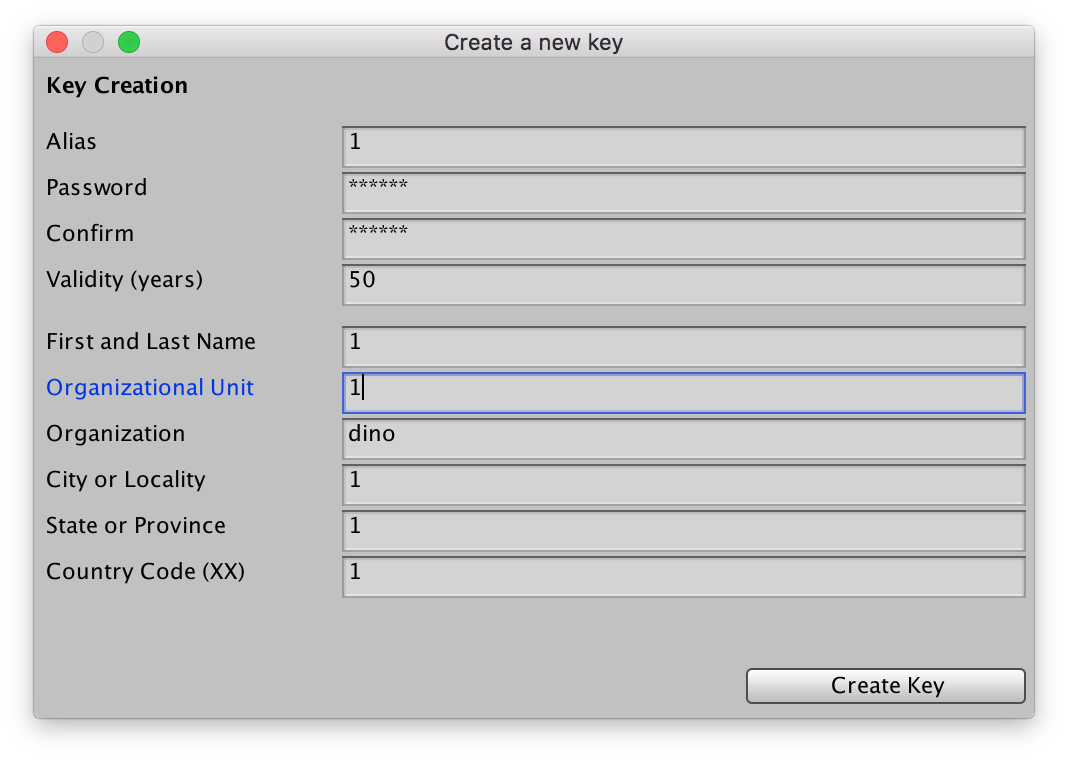 Create a new key
Key Creation
Alias 1
Password ******
Confirm ******
Validity (years) 50
First and Last Name 1
Organizational Unit 1
Organization dino
City or Locality 1
State or Province 1
Country Code (XX) 1
Create Key